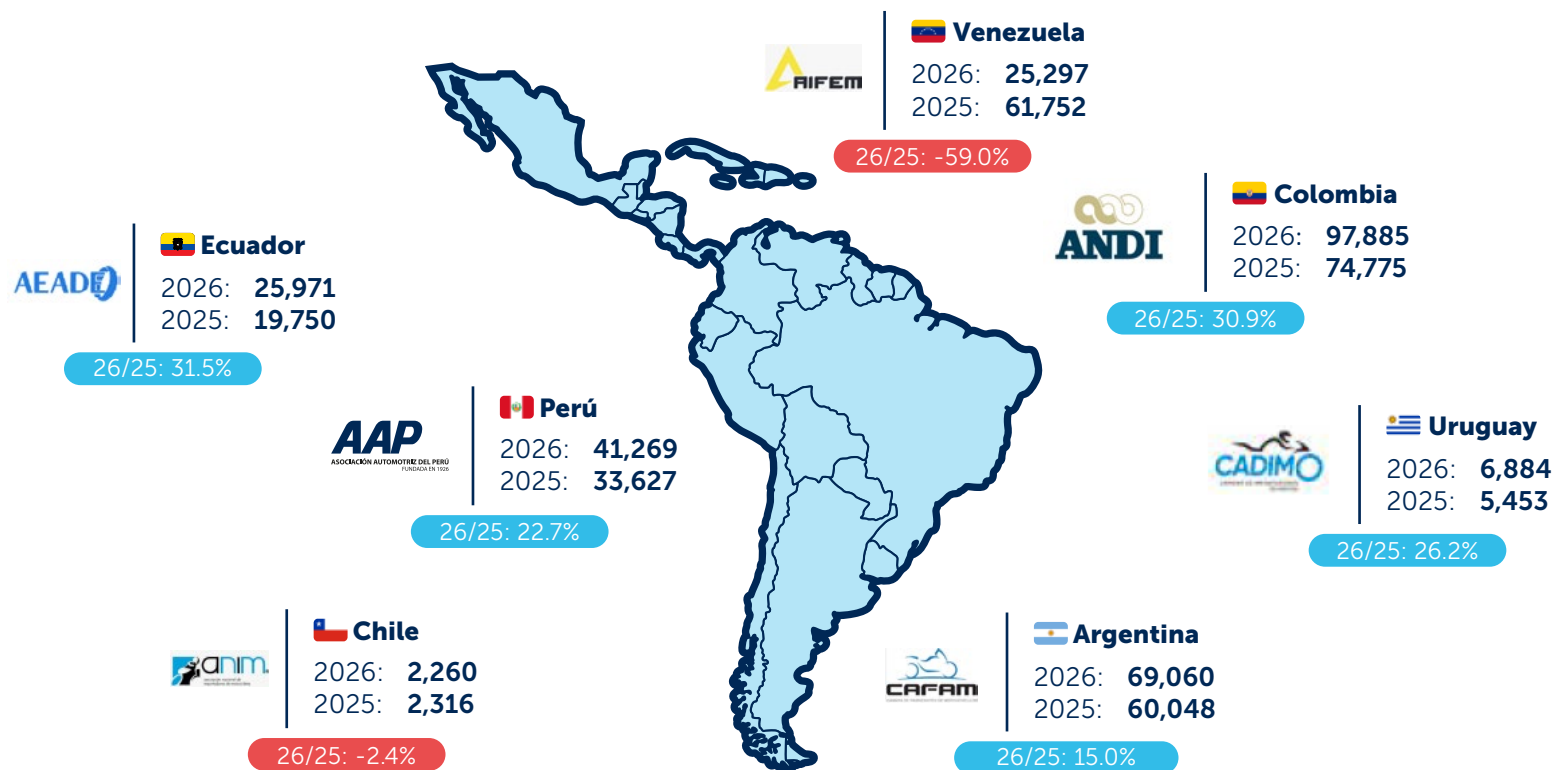 Venezuela
AIFEM
2026: 25,297
2025: 61,752
26/25: -59.0%
Colombia
ANDI
2026: 97,885
2025: 74,775
26/25: 30.9%
Ecuador
AEADE
2026: 25,971
2025: 19,750
26/25: 31.5%
Perú
AAP
ASOCIACIÓN AUTOMOTRIZ DEL PERÚ
FUNDADA EN 1926
2026: 41,269
2025: 33,627
26/25: 22.7%
Uruguay
CADIMO
2026: 6,884
2025: 5,453
26/25: 26.2%
Chile
anim
2026: 2,260
2025: 2,316
26/25: -2.4%
Argentina
CAFAM
2026: 69,060
2025: 60,048
26/25: 15.0%